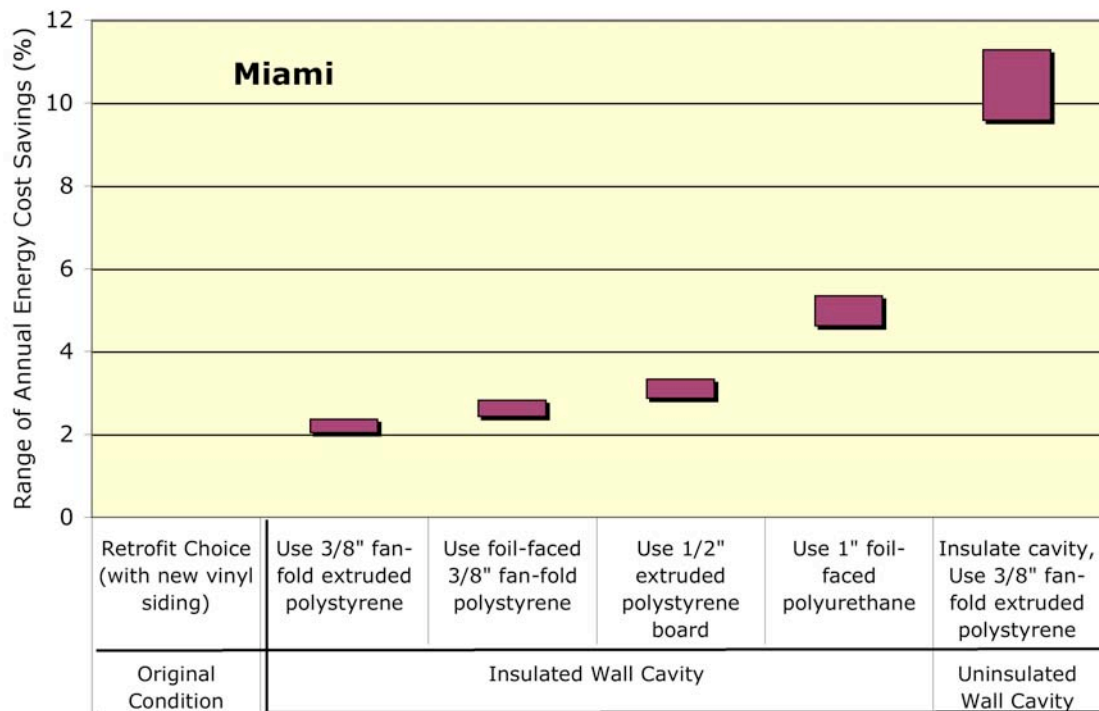 Range of Annual Energy Cost Savings (%)
12
10
8
6
4
2
0
Miami
Retrofit Choice
(with new vinyl
siding)
Use 3/8" fan-
fold extruded
polystyrene
Use foil-faced
3/8" fan-fold
polystyrene
Use 1/2"
extruded
polystyrene
board
Use 1" foil-
faced
polyurethane
Insulate cavity,
Use 3/8" fan-
fold extruded
polystyrene
Original
Condition
Insulated Wall Cavity
Uninsulated
Wall Cavity